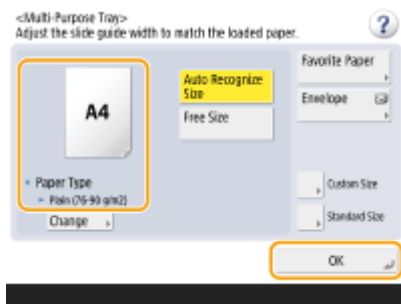 <Multi-Purpose Tray>
Adjust the slide guide width to match the loaded paper.
?
A4
Auto Recognize
Size
Free Size
Favorite Paper
Envelope
Paper Type
Plain (76-90 g/m2)
Change
Custom Size
Standard Size
OK